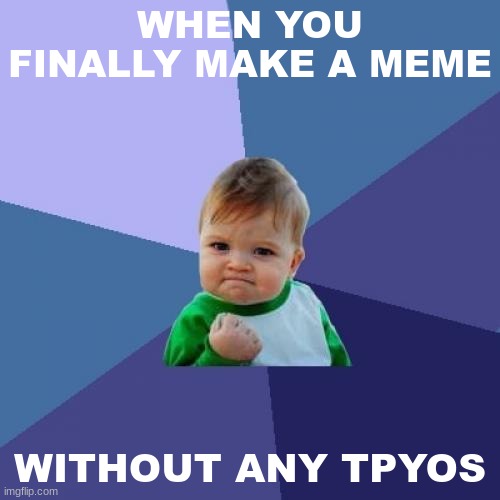 WHEN YOU
FINALLY MAKE A MEME
WITHOUT ANY TPYOS
imgflip.com